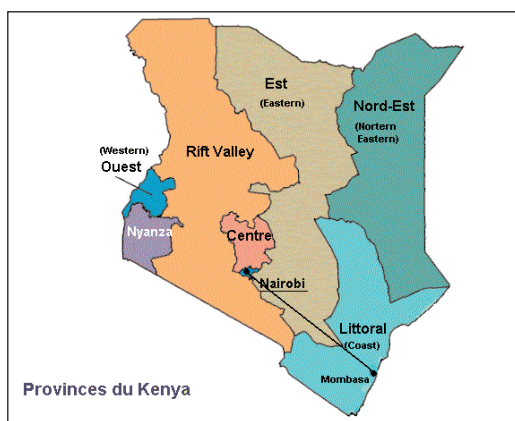 Est
(Eastern)
Nord-Est
(Nortern
Eastern)
(Western)
Ouest
Rift Valley
Nyanza
Centre
Nairobi
Littoral
(Coast)
Mombasa
Provinces du Kenya